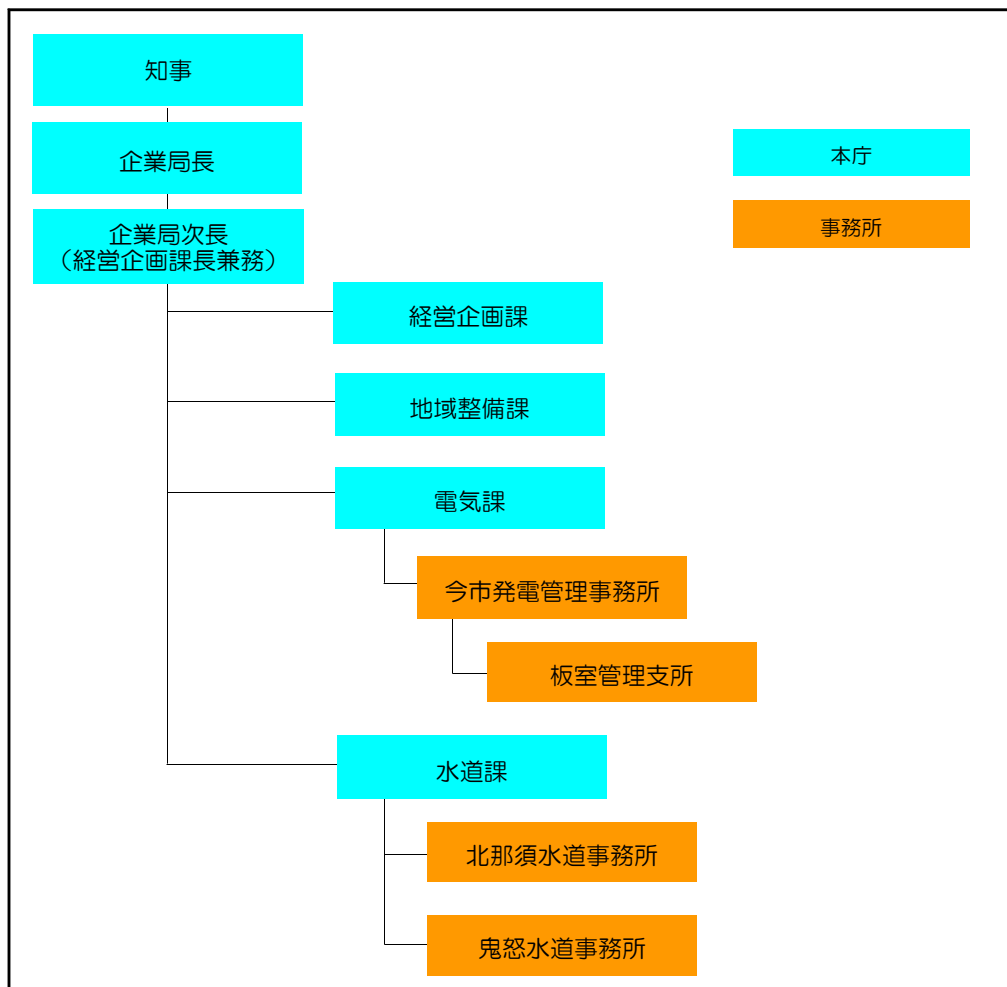 知事
企業局長
企業局次長
（経営企画課長兼務）
本庁
事務所
経営企画課
地域整備課
電気課
今市発電管理事務所
板室管理支所
水道課
北那須水道事務所
鬼怒水道事務所